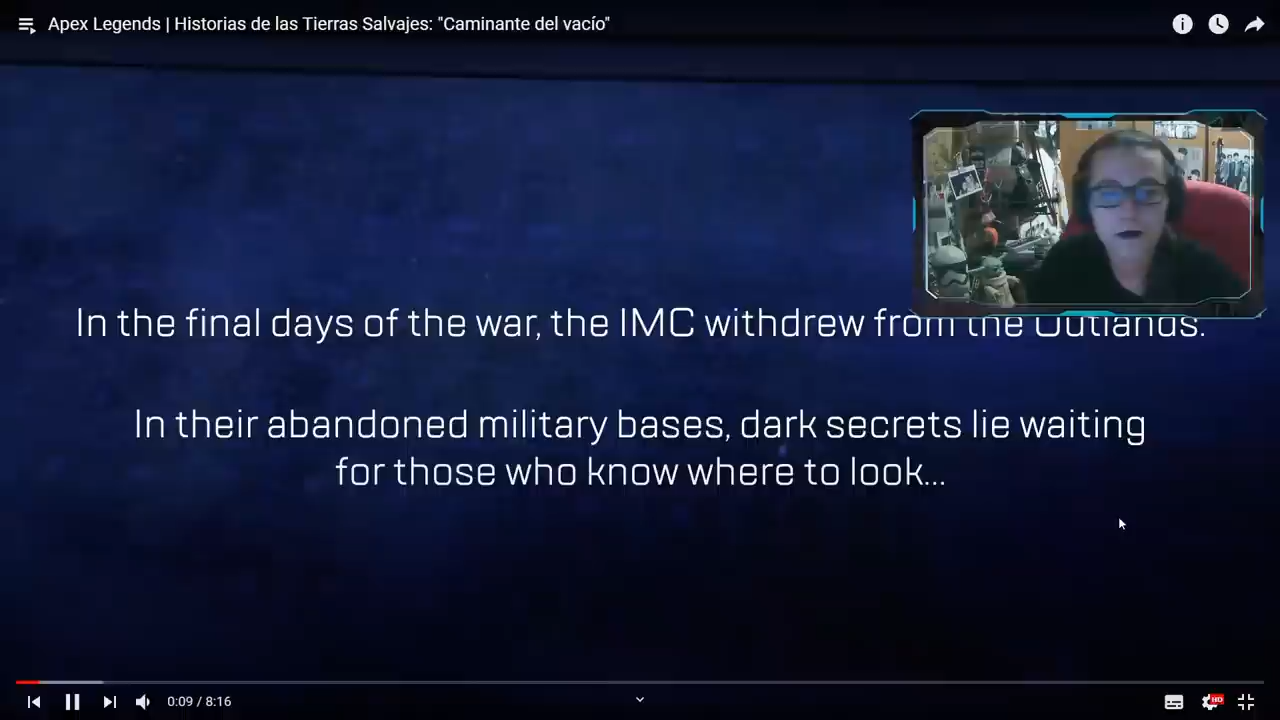 Apex Legends | Historias de las Tierras Salvajes: "Caminante del vacío"
In the final days of the war, the IMC withdrew from the Outlands.
In their abandoned military bases, dark secrets lie waiting
for those who know where to look...
0:09 / 8:16
HD